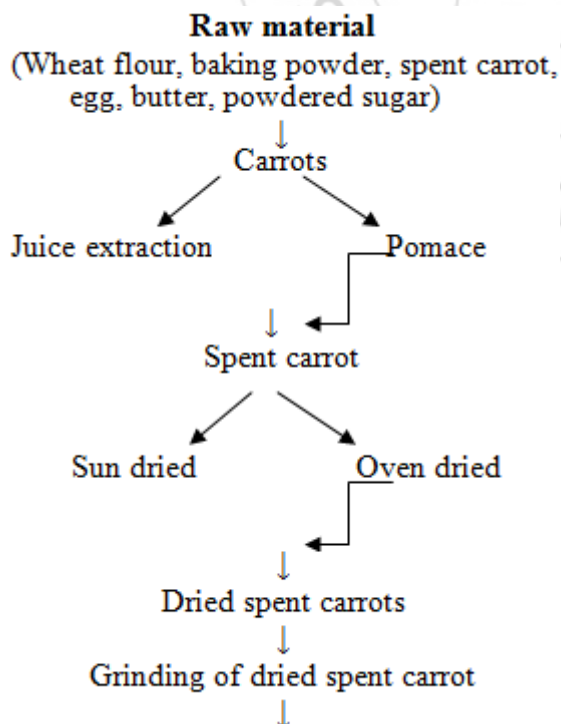 Raw material
(Wheat flour, baking powder, spent carrot,
egg, butter, powdered sugar)
↓
Carrots
Juice extraction Pomace
↓
Spent carrot
Sun dried Oven dried
↓
Dried spent carrots
↓
Grinding of dried spent carrot
↓